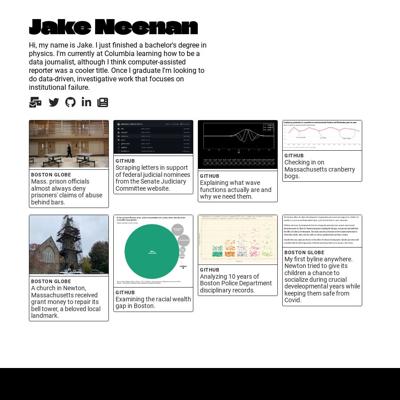 Jake Neenan
Hi, my name is Jake. I just finished a bachelor's degree in
physics. I'm currently at Columbia learning how to be a
data journalist, although I think computer-assisted
reporter was a cooler title. Once I graduate I'm looking to
do data-driven, investigative work that focuses on
institutional failure.
BOSTON GLOBE
Mass. prison officials
almost always deny
prisoners' claims of abuse
behind bars.
GITHUB
Scraping letters in support
of federal judicial nominees
from the Senate Judiciary
Committee website.
GITHUB
Explaining what wave
functions actually are and
why we need them.
GITHUB
Checking in on
Massachusetts cranberry
bogs.
BOSTON GLOBE
A church in Newton,
Massachusetts received
grant money to repair its
bell tower, a beloved local
landmark.
GITHUB
Examining the racial wealth
gap in Boston.
GITHUB
Analyzing 10 years of
Boston Police Department
disciplinary records.
BOSTON GLOBE
My first byline anywhere.
Newton tried to give its
children a chance to
socialize during crucial
develeopmental years while
keeping them safe from
Covid.